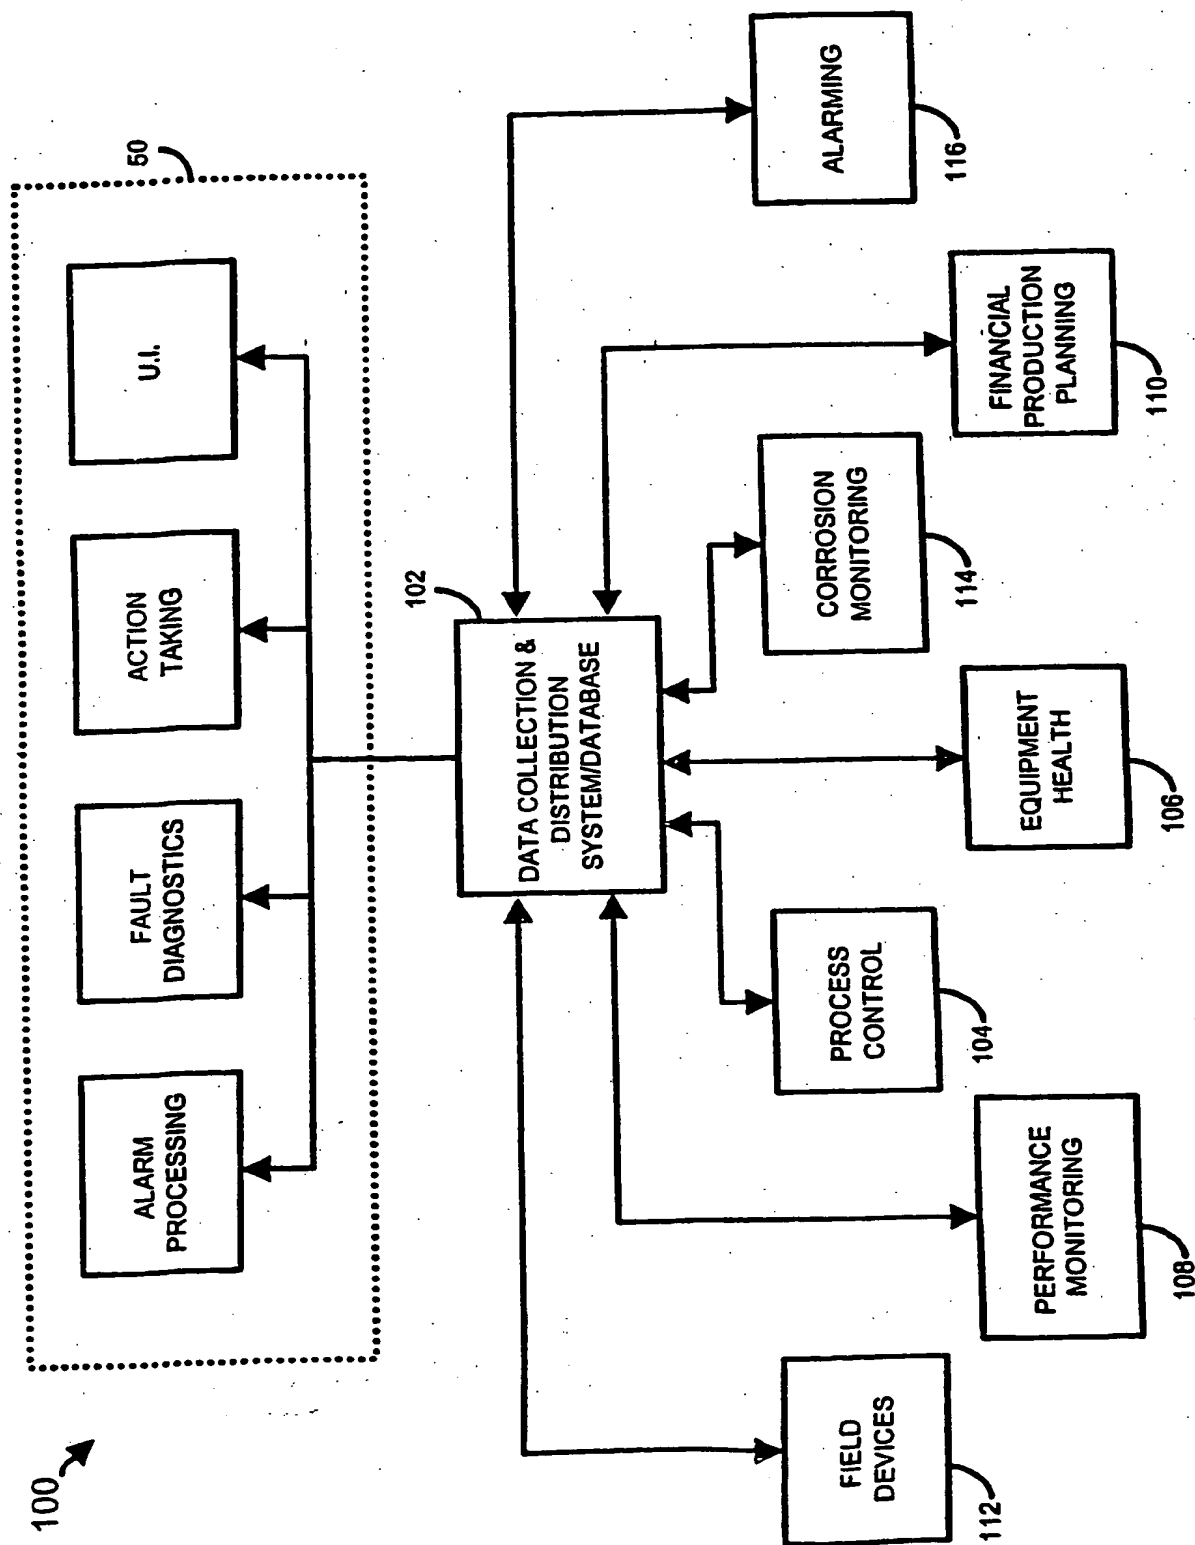 100
50
ALARM
PROCESSING
FAULT
DIAGNOSTICS
ACTION
TAKING
U.I.
102
DATA COLLECTION &
DISTRIBUTION
SYSTEM/DATABASE
FIELD
DEVICES
112
PERFORMANCE
MONITORING
108
PROCESS
CONTROL
104
EQUIPMENT
HEALTH
106
CORROSION
MONITORING
114
FINANCIAL
PRODUCTION
PLANNING
110
ALARMING
116